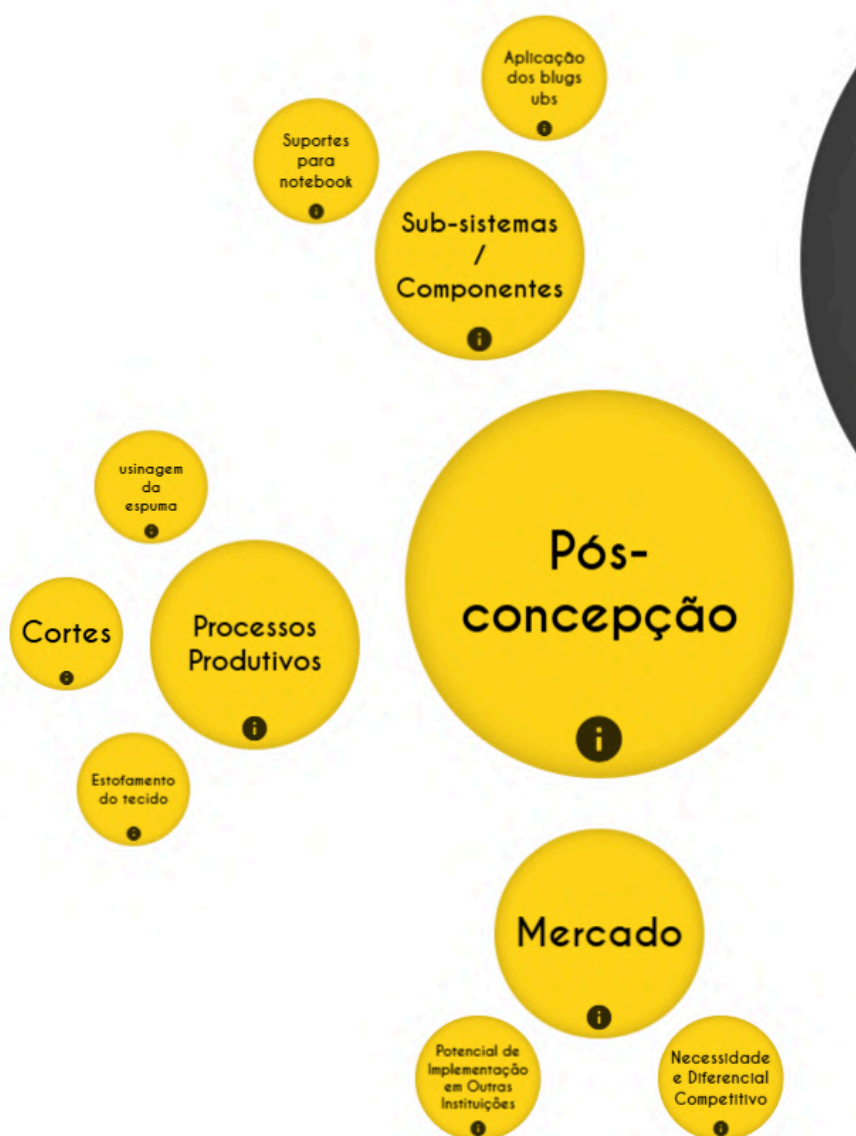 Aplicação
dos blugs
ubs
Suportes
para
notebook
Sub-sistemas
/
Componentes
usinagem
da
espuma
Cortes
Processos
Produtivos
Estofamento
do tecido
Pós-
concepção
Mercado
Potencial de
Implementação
em Outras
Instituições
Necessidade
e Diferencial
Competitivo